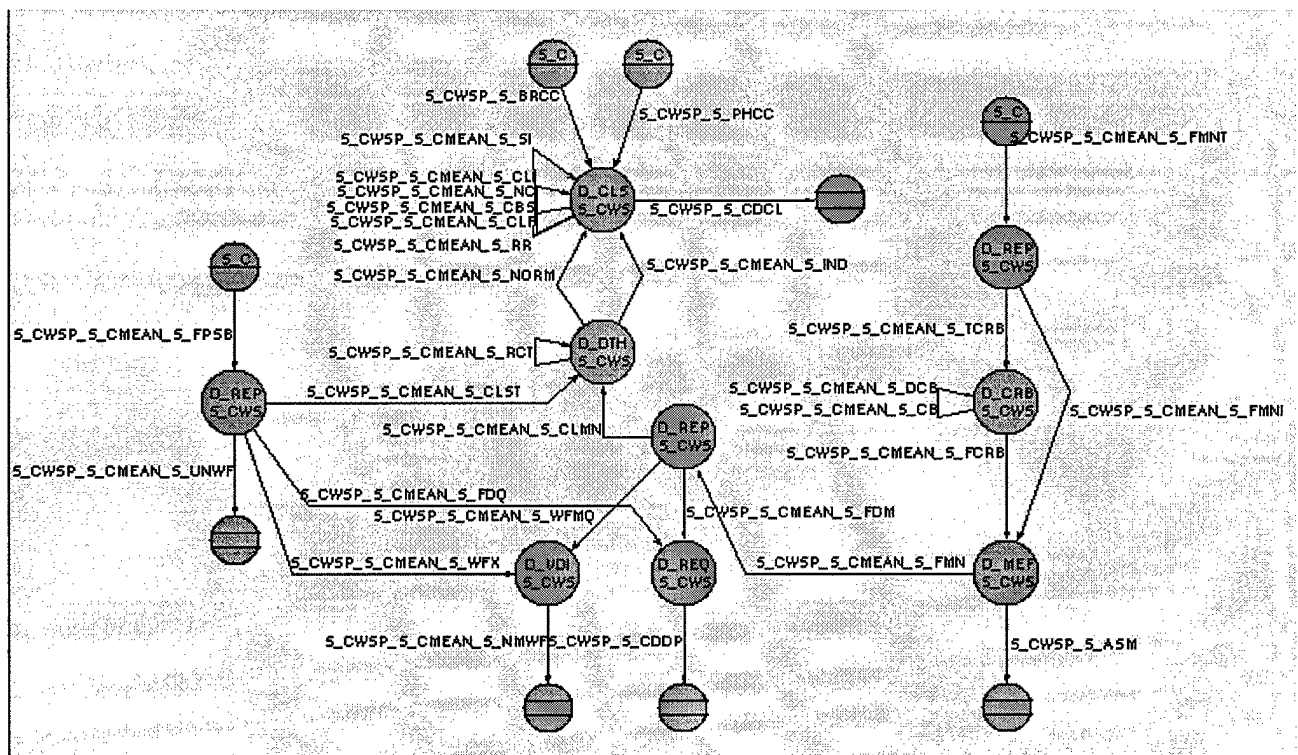 S_C
S_C
S_CWSP_S_BRCC
S_CWSP_S_PHCC
S_C
S_CWSP_S_CMEAN_S_FMNT
S_CWSP_S_CMEAN_S_SI
S_CWSP_S_CMEAN_S_CLI
S_CWSP_S_CMEAN_S_NC
S_CWSP_S_CMEAN_S_CBS
S_CWSP_S_CMEAN_S_CLF
S_CWSP_S_CMEAN_S_RR
D_CLS
S_CWS
S_CWSP_S_CDCL
S_C
S_CWSP_S_CMEAN_S_NORM
S_CWSP_S_CMEAN_S_IND
D_REP
S_CWS
S_CWSP_S_CMEAN_S_FPSB
S_CWSP_S_CMEAN_S_RCT
D_DTH
S_CWS
S_CWSP_S_CMEAN_S_TCRB
D_REP
S_CWS
S_CWSP_S_CMEAN_S_CLST
S_CWSP_S_CMEAN_S_DCB
S_CWSP_S_CMEAN_S_CB
D_CRB
S_CWS
S_CWSP_S_CMEAN_S_FMNI
S_CWSP_S_CMEAN_S_CLMN
D_REP
S_CWS
S_CWSP_S_CMEAN_S_FCRB
S_CWSP_S_CMEAN_S_UNWF
S_CWSP_S_CMEAN_S_FDQ
S_CWSP_S_CMEAN_S_WFMQ
S_CWSP_S_CMEAN_S_FDM
S_CWSP_S_CMEAN_S_WFX
D_VDI
S_CWS
D_REQ
S_CWS
S_CWSP_S_CMEAN_S_FMN
D_MEP
S_CWS
S_CWSP_S_CMEAN_S_NMWF
S_CWSP_S_CDDP
S_CWSP_S_ASM